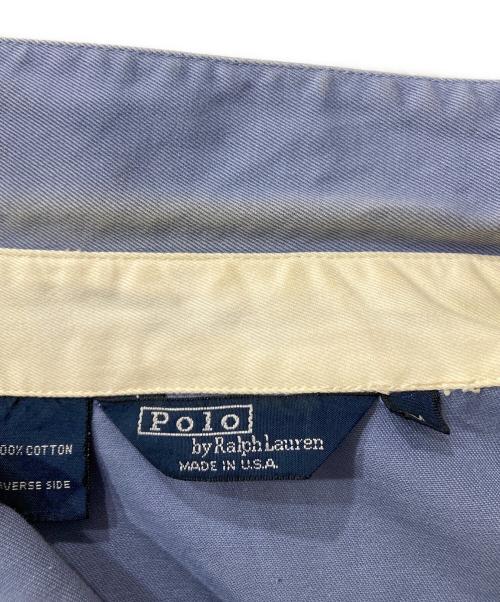 Polo
by Ralph Lauren
MADE IN U.S.A.
00% COTTON
VERSE SIDE